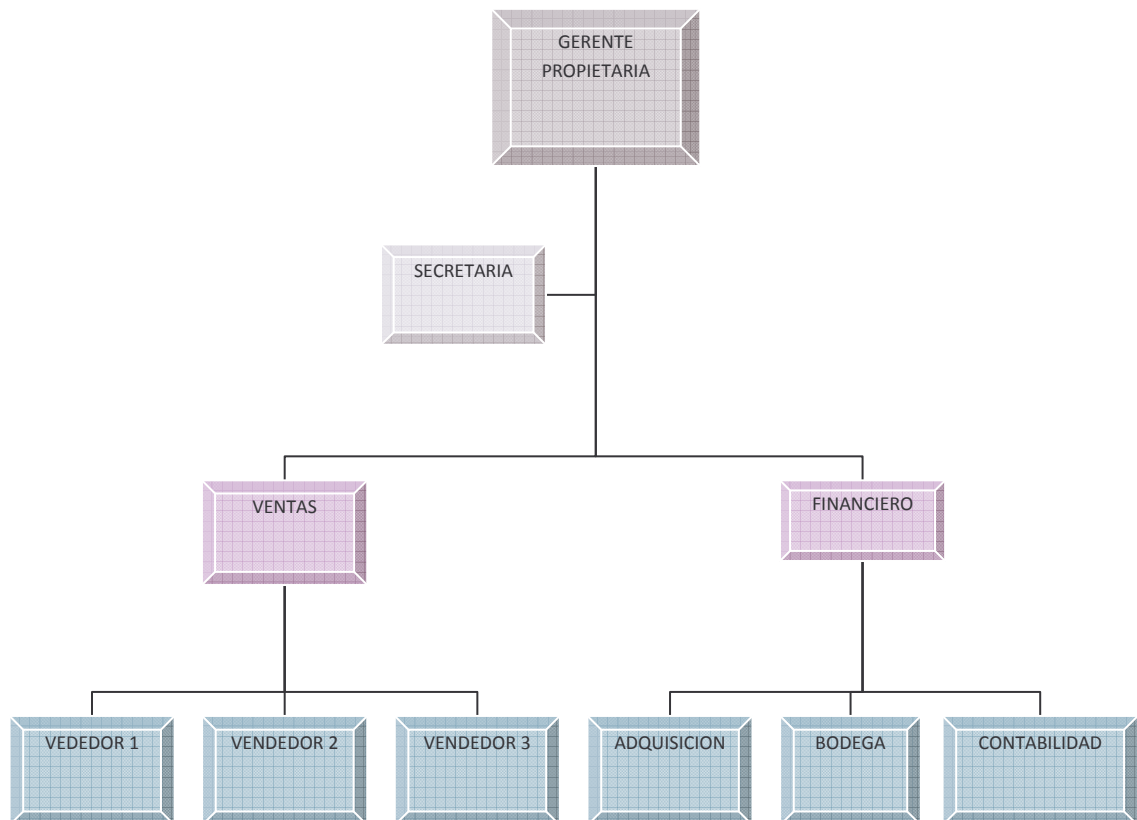 GERENTE
PROPIETARIA
SECRETARIA
VENTAS
FINANCIERO
VEDEDOR 1
VENDEDOR 2
VENDEDOR 3
ADQUISICION
BODEGA
CONTABILIDAD